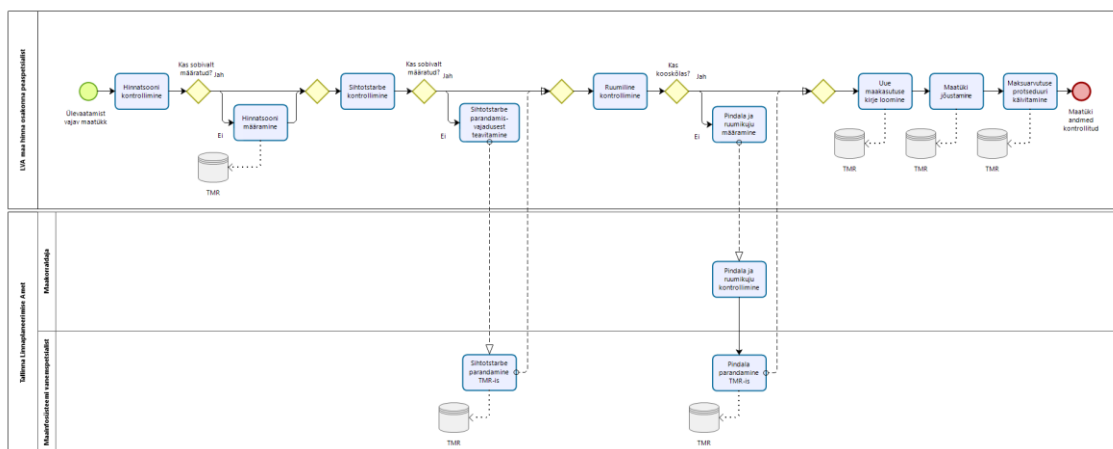 LVA maa hinna osakonna peaspetsialist
Ülevaatamist
vajav maatükk
Hinnatsooni
kontrollimine
Kas sobivalt
määratud?
Jah
Ei
Hinnatsooni
määramine
TMR
Sihtotstarbe
kontrollimine
Kas sobivalt
määratud?
Jah
Ei
Sihtotstarbe
parandamis-
vajadusest
teavitamine
Ruumiline
kontrollimine
Kas
kooskõlas?
Jah
Ei
Pindala ja
ruumikuju
määramine
Uue
maakasutuse
kirje loomine
TMR
Maatüki
jõustamine
TMR
Maksuarvutuse
protseduuri
käivitamine
TMR
Maatüki
andmed
kontrollitud
Tallinna Linnaplaneerimise Amet
Maakorraldaja
Pindala ja
ruumikuju
kontrollimine
Maainfosüsteemi vanemspetsialist
Sihtotstarbe
parandamine
TMR-is
TMR
Pindala
parandamine
TMR-is
TMR